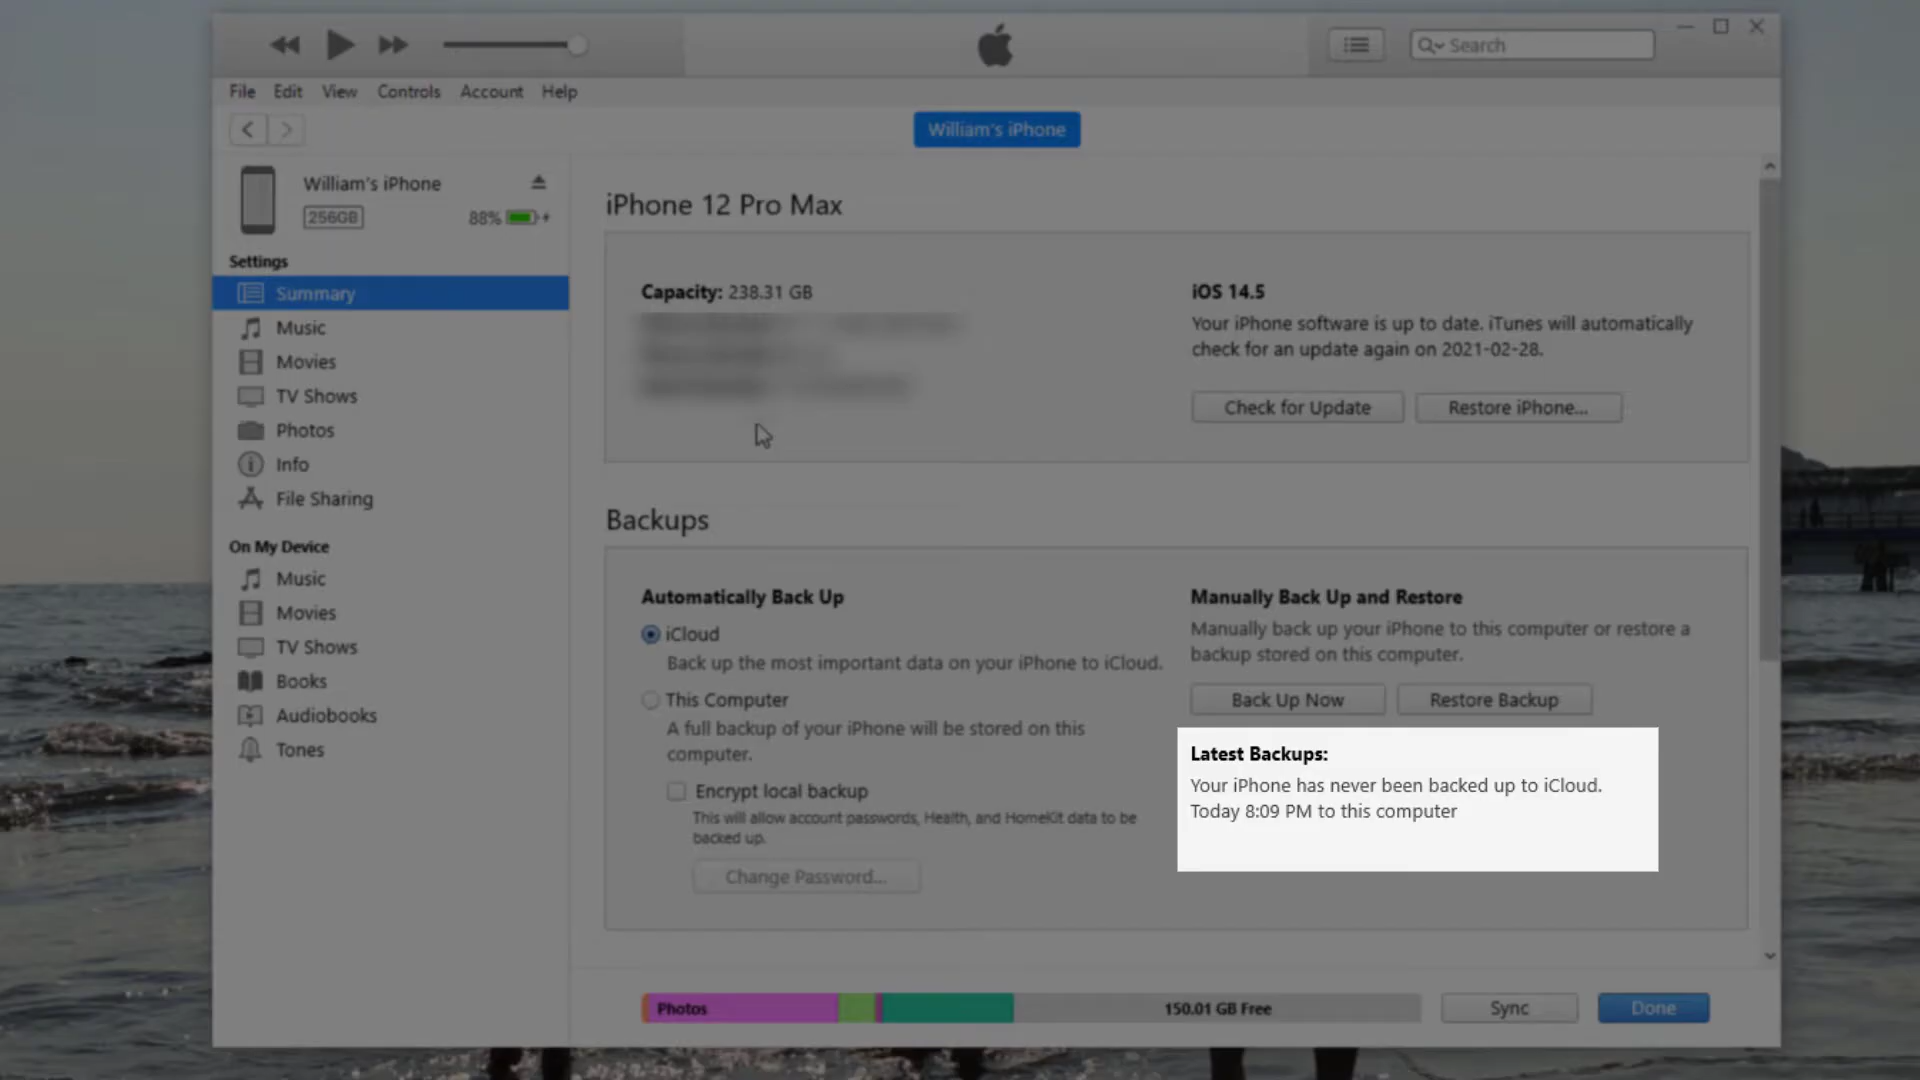 Search
File Edit View Controls Account Help
William's iPhone
William's iPhone
256GB
88%
Settings
Summary
Music
Movies
TV Shows
Photos
Info
File Sharing
On My Device
Music
Movies
TV Shows
Books
Audiobooks
Tones
iPhone 12 Pro Max
Capacity: 238.31 GB
iOS 14.5
Your iPhone software is up to date. iTunes will automatically
check for an update again on 2021-02-28.
Check for Update
Restore iPhone...
Backups
Automatically Back Up
iCloud
Back up the most important data on your iPhone to iCloud.
This Computer
A full backup of your iPhone will be stored on this
computer.
Encrypt local backup
This will allow account passwords, Health, and HomeKit data to be
backed up.
Change Password...
Manually Back Up and Restore
Manually back up your iPhone to this computer or restore a
backup stored on this computer.
Back Up Now
Restore Backup
Latest Backups:
Your iPhone has never been backed up to iCloud.
Today 8:09 PM to this computer
Photos
150.01 GB Free
Sync
Done